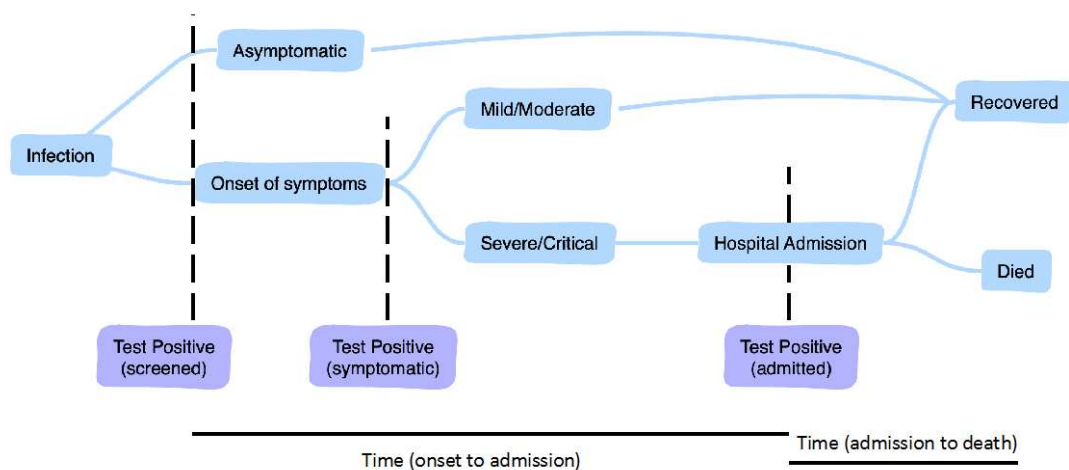 Asymptomatic
Mild/Moderate
Recovered
Infection
Onset of symptoms
Severe/Critical
Hospital Admission
Died
Test Positive
(screened)
Test Positive
(symptomatic)
Test Positive
(admitted)
Time (onset to admission)
Time (admission to death)